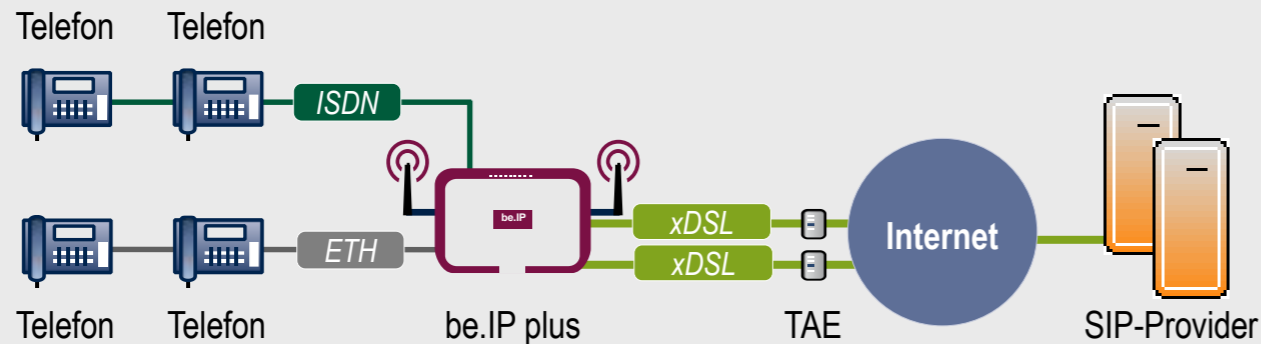 Telefon Telefon
ISDN
be.IP
xDSL
ETH
Internet
xDSL
Telefon Telefon be.IP plus TAE SIP-Provider